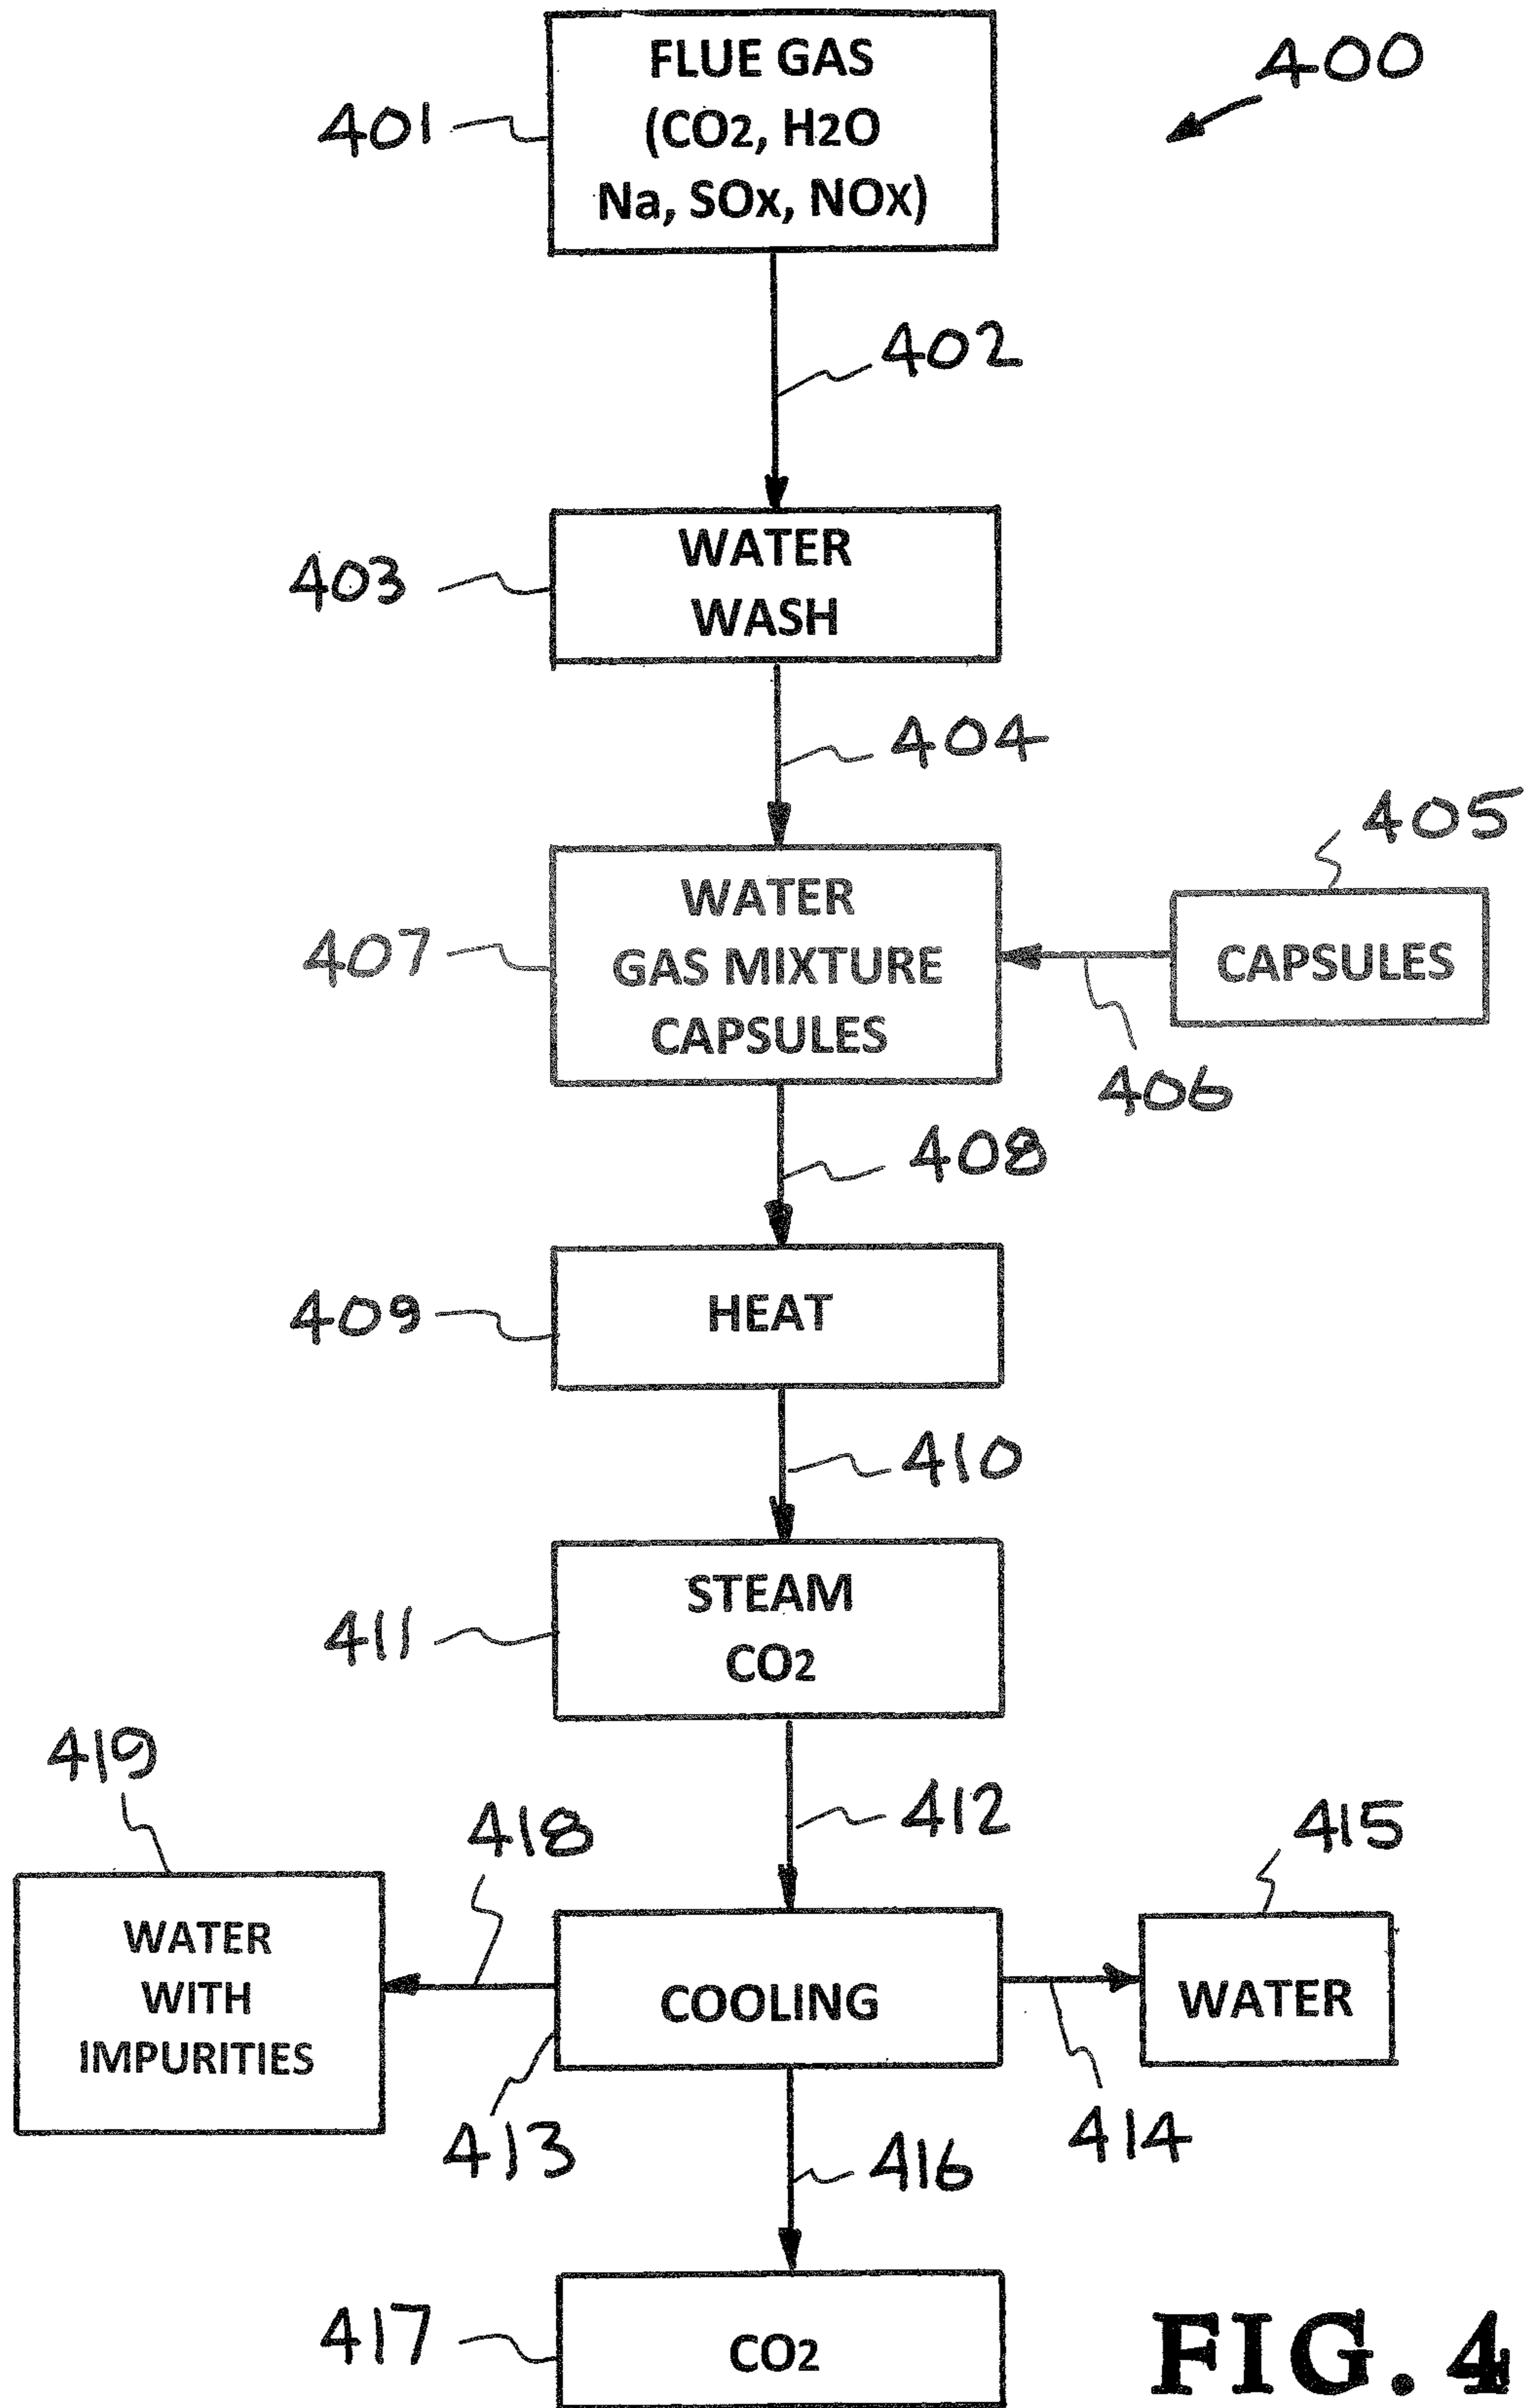 FLUE GAS
(CO2, H2O
Na, SOx, NOX)
400
401
402
WATER
WASH
403
404
405
WATER
GAS MIXTURE
CAPSULES
407
CAPSULES
406
408
HEAT
409
410
STEAM
CO2
411
412
419
418
415
WATER
WITH
IMPURITIES
COOLING
WATER
413
414
416
417
CO2
FIG. 4